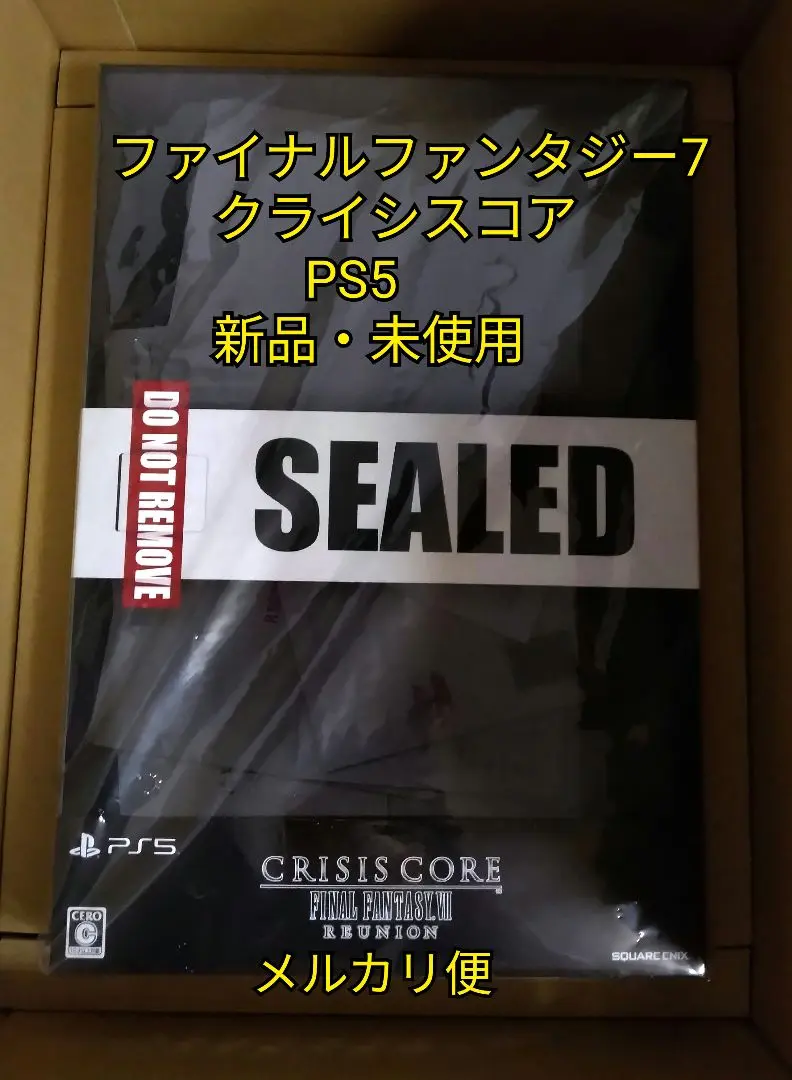 ファイナルファンタジー7
クライシスコア
PS5
新品・未使用
DO NOT REMOVE
SEALED
PS5
CRISIS CORE
FINAL FANTASY VII
REUNION
CERO
C
SQUARE ENIX
メルカリ便